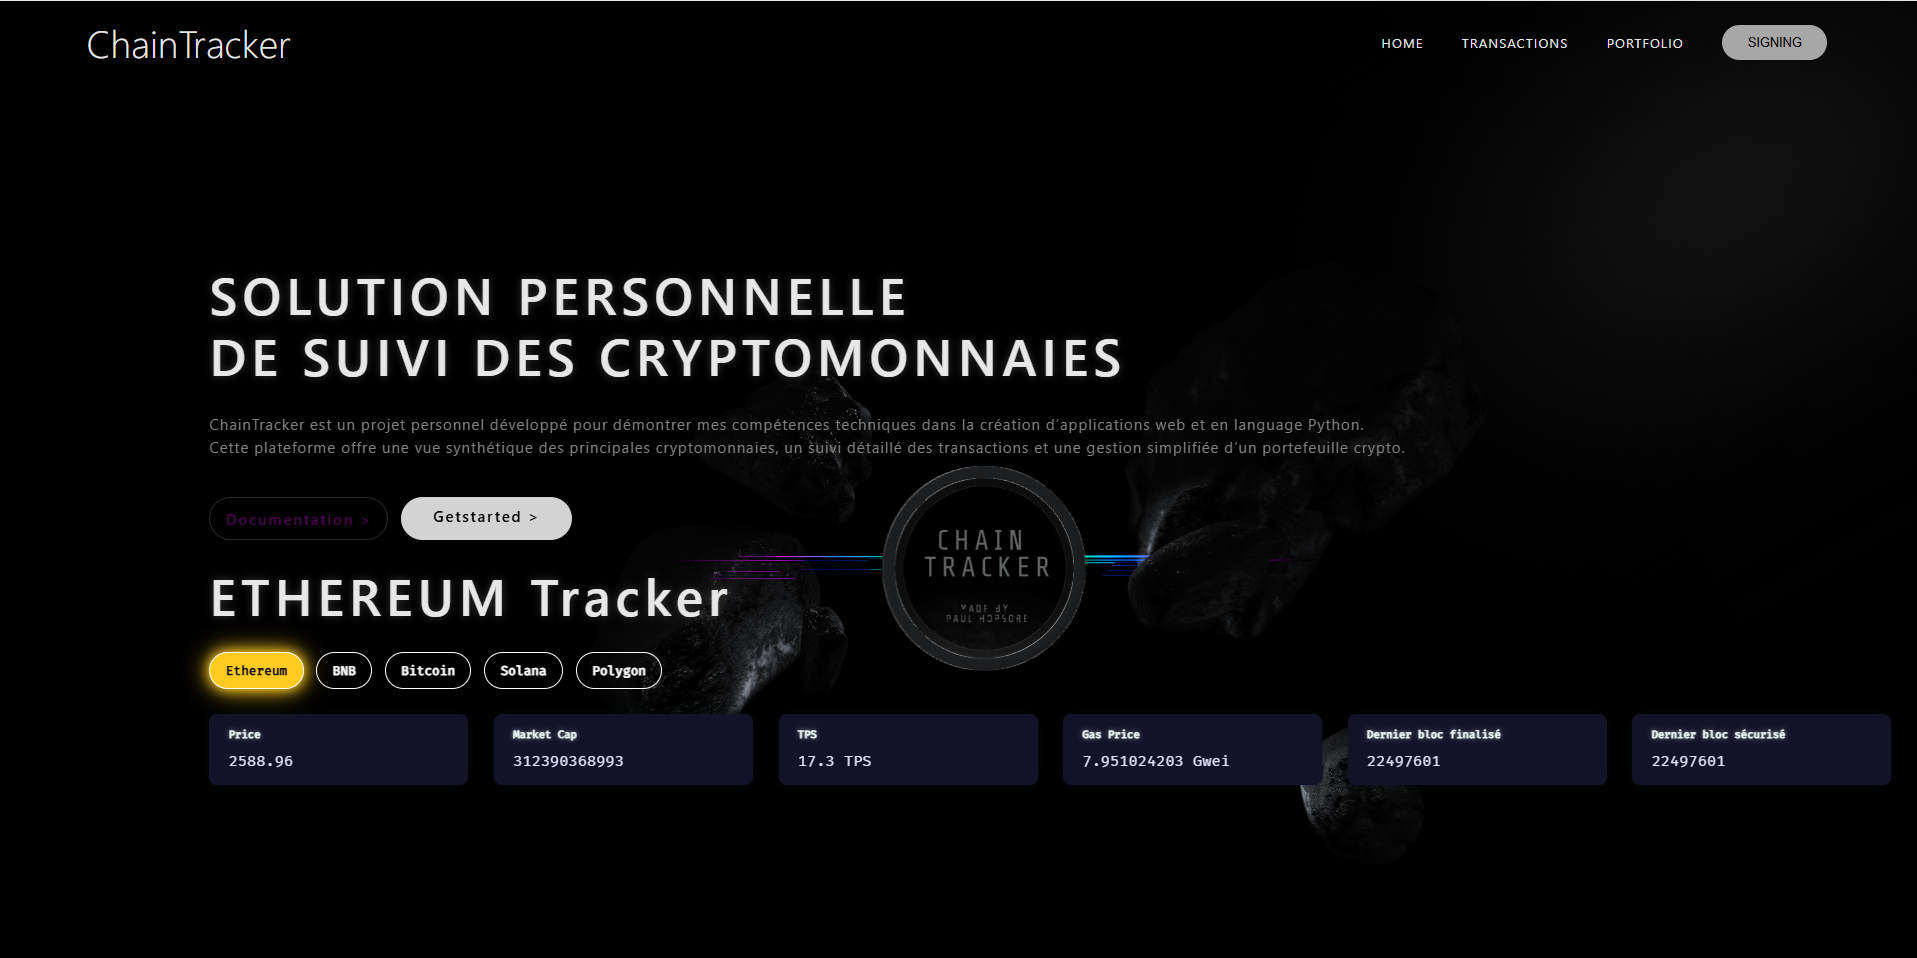 ChainTracker
HOME TRANSACTIONS PORTFOLIO SIGNING
SOLUTION PERSONNELLE
DE SUIVI DES CRYPTOMONNAIES
ChainTracker est un projet personnel développé pour démontrer mes compétences techniques dans la création d’applications web et en language Python.
Cette plateforme offre une vue synthétique des principales cryptomonnaies, un suivi détaillé des transactions et une gestion simplifiée d’un portefeuille crypto.
Documentation > Getstarted >
CHAIN
TRACKER
MADE BY
PAUL HOPSORE
ETHEREUM Tracker
Ethereum BNB Bitcoin Solana Polygon
Price
2588.96
Market Cap
312390368993
TPS
17.3 TPS
Gas Price
7.951024203 Gwei
Dernier bloc finalisé
22497601
Dernier bloc sécurisé
22497601